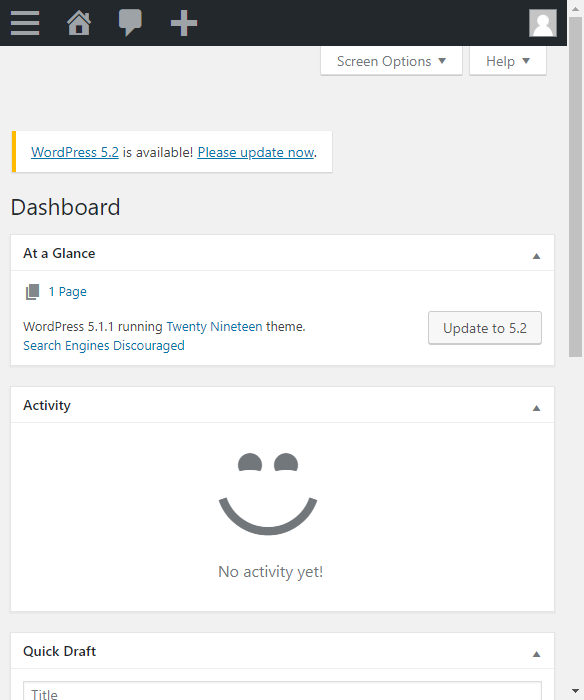 Screen Options ▼ Help ▼
WordPress 5.2 is available! Please update now.
Dashboard
At a Glance
1 Page
WordPress 5.1.1 running Twenty Nineteen theme.
Update to 5.2
Search Engines Discouraged
Activity
No activity yet!
Quick Draft
Title